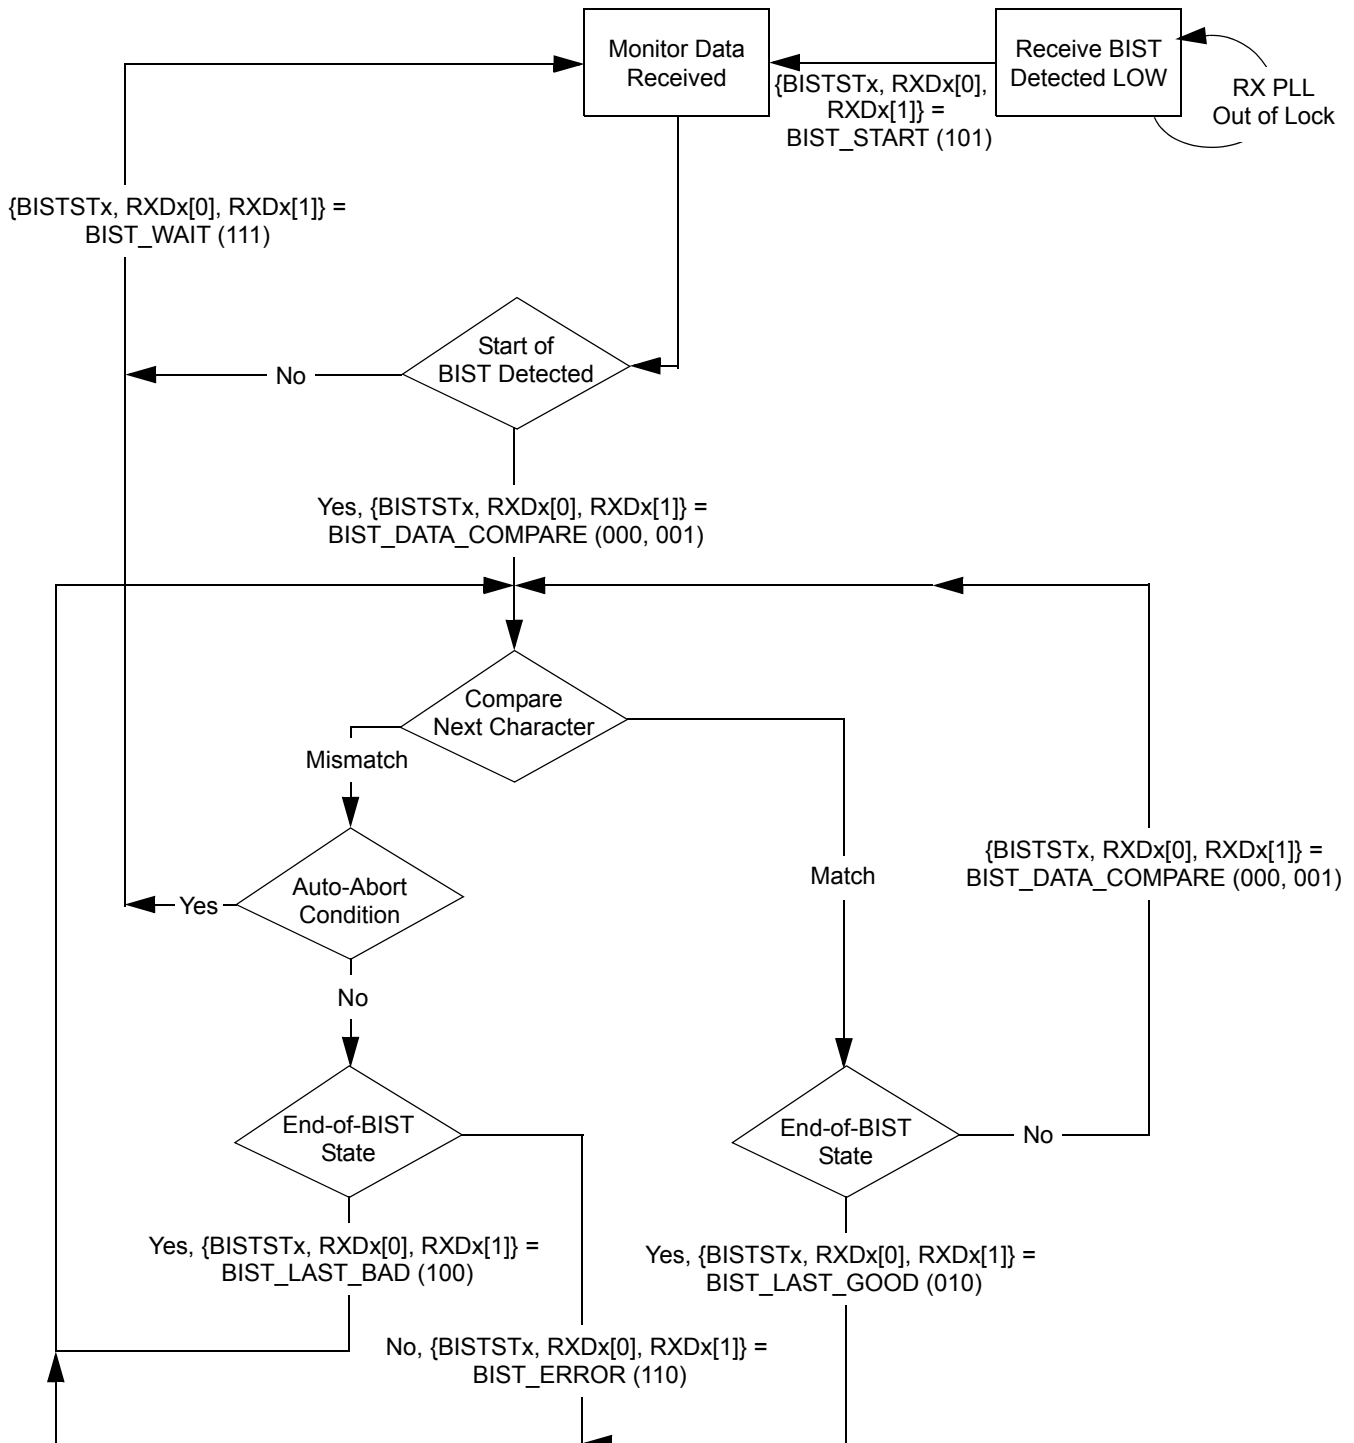 Monitor Data
Received
Receive BIST
Detected LOW
RX PLL
Out of Lock
{BISTSTx, RXDx[0],
RXDx[1]} =
BIST_START (101)
{BISTSTx, RXDx[0], RXDx[1]} =
BIST_WAIT (111)
Start of
BIST Detected
No
Yes, {BISTSTx, RXDx[0], RXDx[1]} =
BIST_DATA_COMPARE (000, 001)
Compare
Next Character
Mismatch
Match
{BISTSTx, RXDx[0], RXDx[1]} =
BIST_DATA_COMPARE (000, 001)
Auto-Abort
Condition
Yes
No
End-of-BIST
State
End-of-BIST
State
No
Yes, {BISTSTx, RXDx[0], RXDx[1]} =
BIST_LAST_BAD (100)
Yes, {BISTSTx, RXDx[0], RXDx[1]} =
BIST_LAST_GOOD (010)
No, {BISTSTx, RXDx[0], RXDx[1]} =
BIST_ERROR (110)